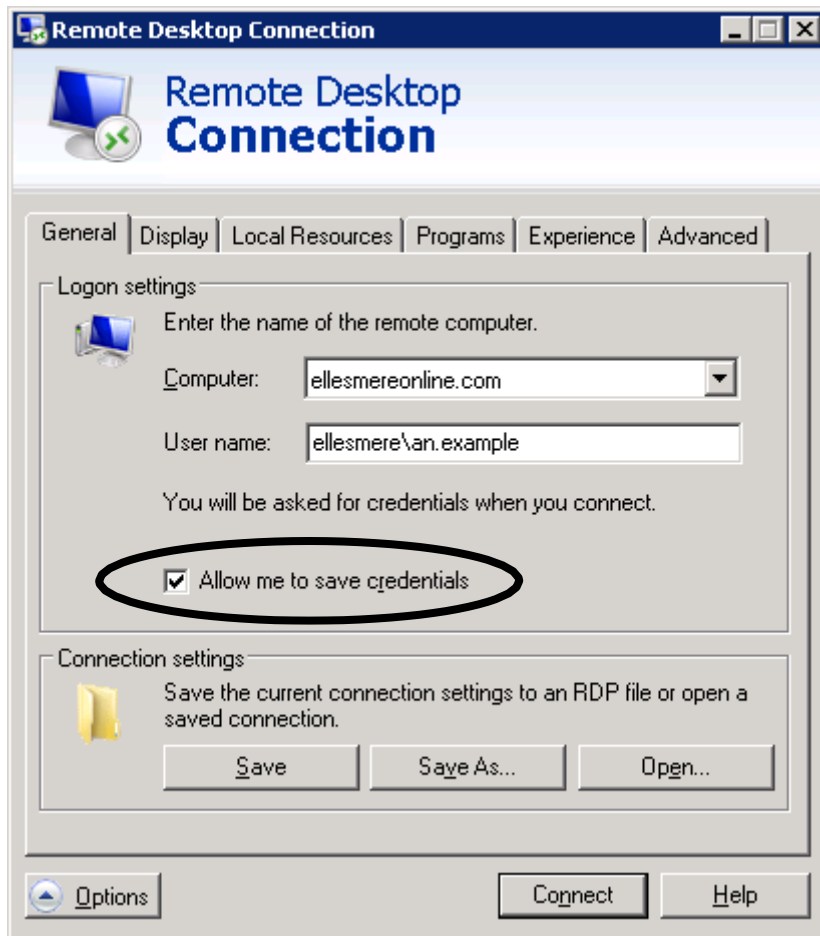 Remote Desktop Connection
Remote Desktop
Connection
General Display Local Resources Programs Experience Advanced
Logon settings
Enter the name of the remote computer.
Computer: ellesmereonline.com
User name: ellesmere\an.example
You will be asked for credentials when you connect.
Allow me to save credentials
Connection settings
Save the current connection settings to an RDP file or open a
saved connection.
Save Save As... Open...
Options Connect Help